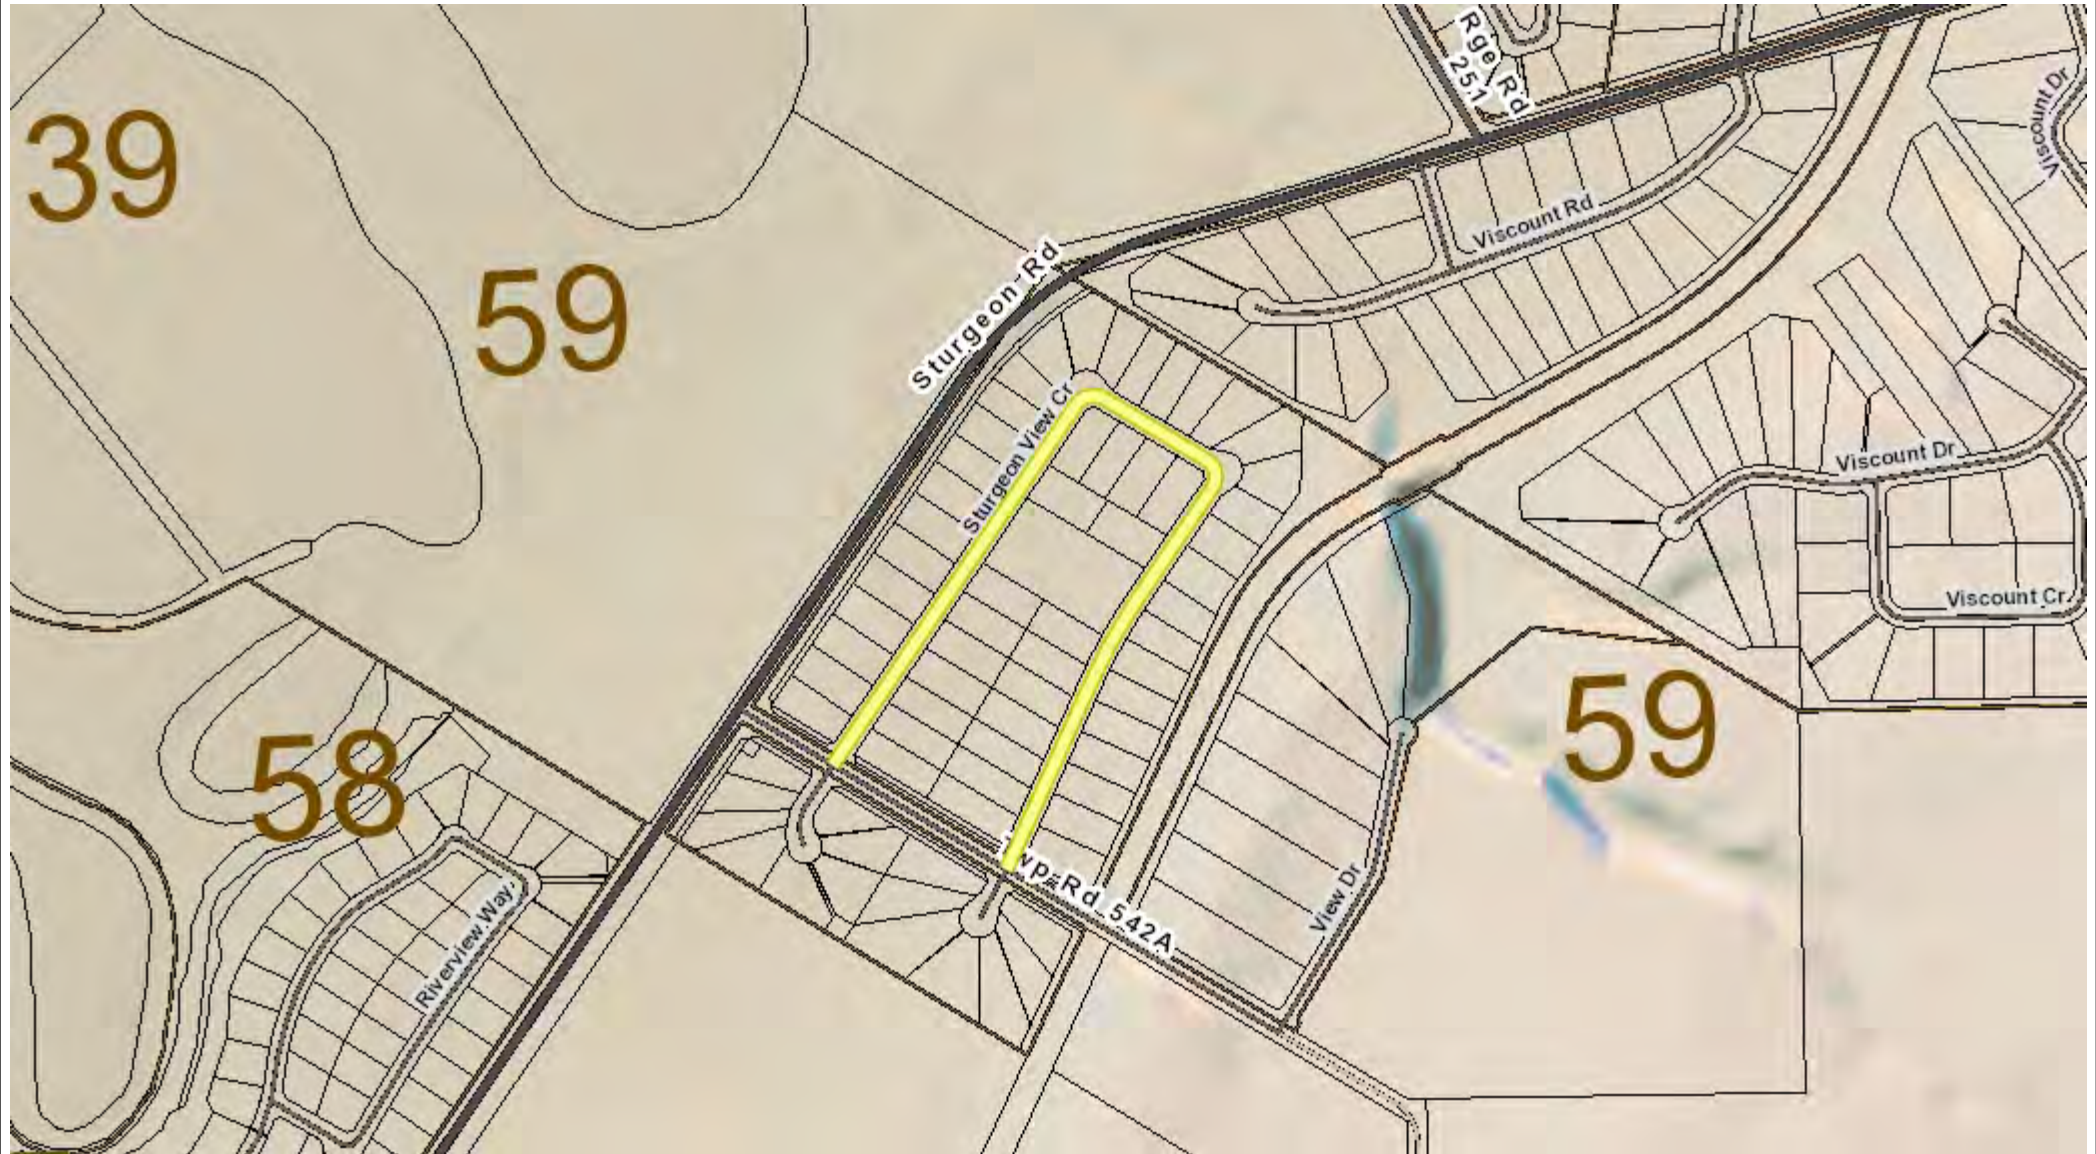 Rge Rd
251
Viscount Dr
39
Viscount Rd
59
Sturgeon Rd
Sturgeon View Cr
Viscount Dr
Viscount Cr
59
58
Riverview Way
Twp Rd 542A
View Dr